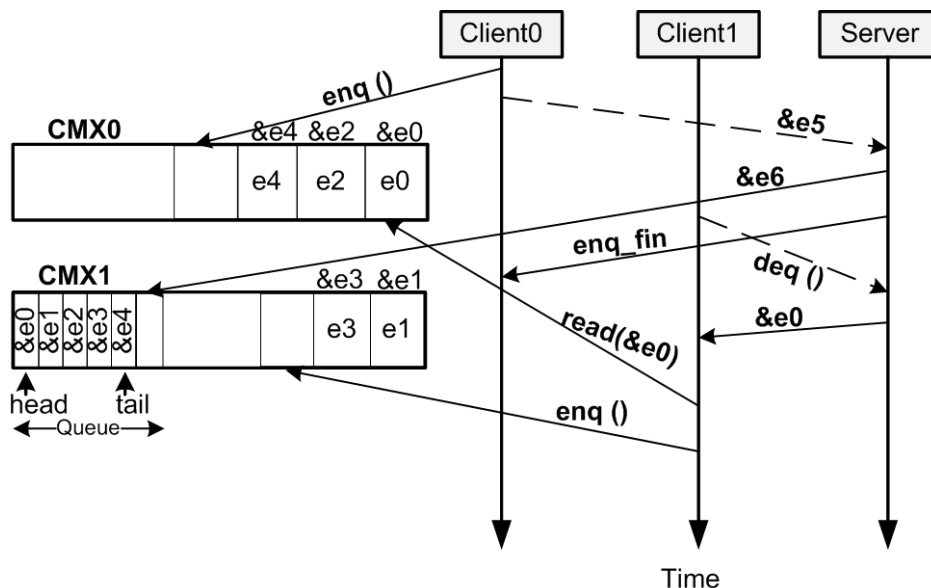 Client0
Client1
Server
enq ()
&e5
CMX0
&e4 &e2 &e0
e4 e2 e0
&e6
enq_fin
deq ()
CMX1
&e3 &e1
&e0
&e1
&e2
&e3
&e4
e3 e1
&e0
read(&e0)
head tail
Queue
enq ()
Time